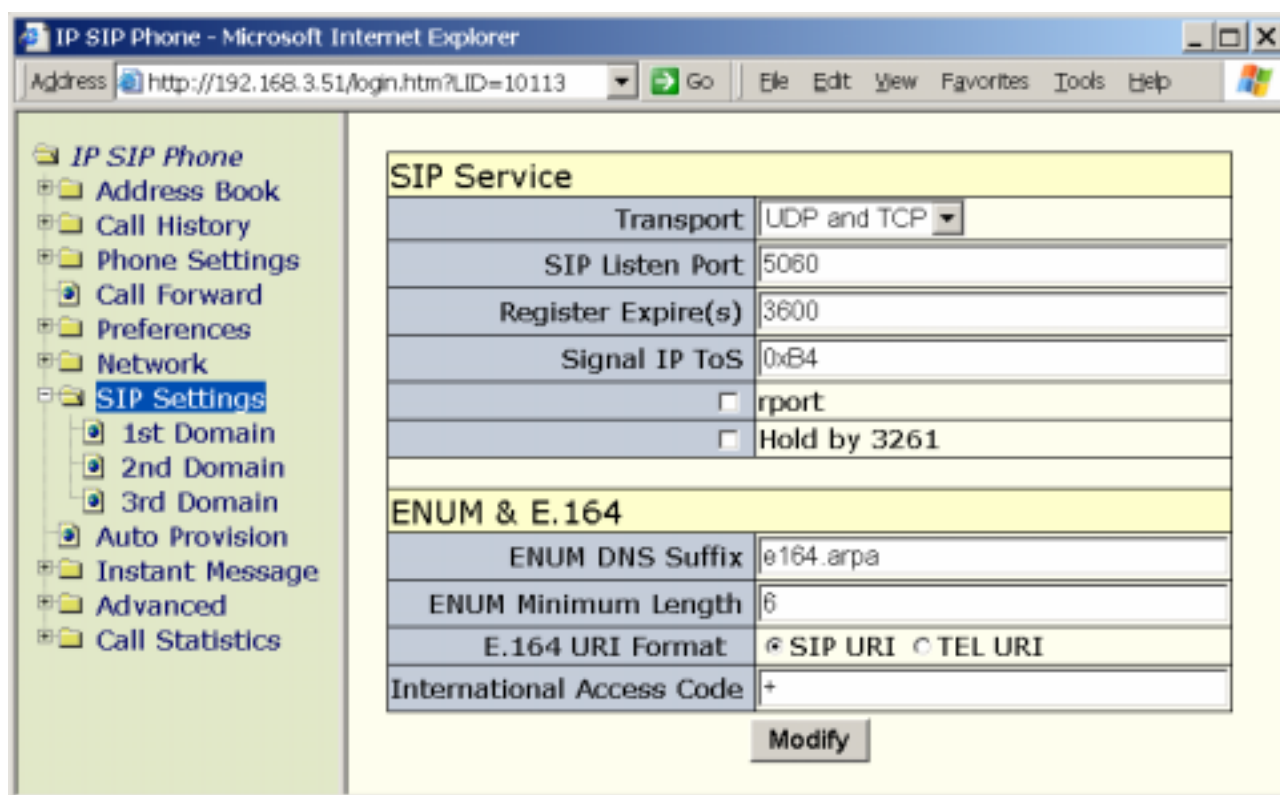 IP SIP Phone - Microsoft Internet Explorer
Address http://192.168.3.51/login.htm?LID=10113 Go File Edit View Favorites Tools Help
IP SIP Phone
Address Book
Call History
Phone Settings
Call Forward
Preferences
Network
SIP Settings
1st Domain
2nd Domain
3rd Domain
Auto Provision
Instant Message
Advanced
Call Statistics
SIP Service
Transport UDP and TCP
SIP Listen Port 5060
Register Expire(s) 3600
Signal IP ToS 0xB4
rport
Hold by 3261
ENUM & E.164
ENUM DNS Suffix e164.arpa
ENUM Minimum Length 6
E.164 URI Format SIP URI TEL URI
International Access Code +
Modify